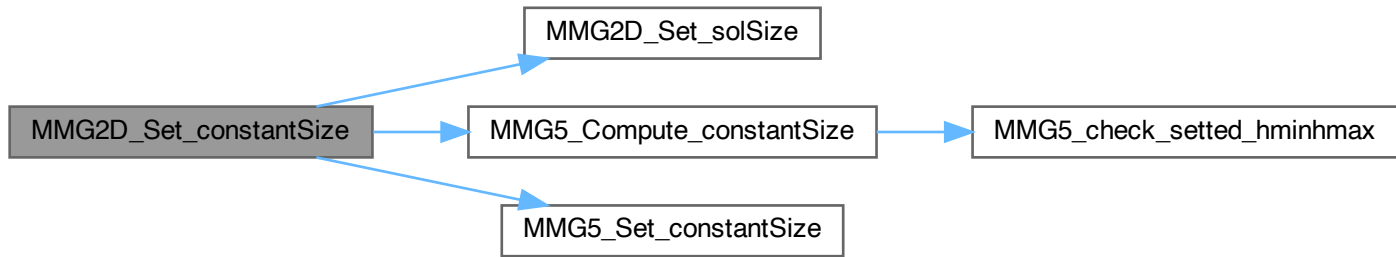 MMG2D_Set_solSize
MMG2D_Set_constantSize
MMG5_Compute_constantSize
MMG5_check_setted_hminhmax
MMG5_Set_constantSize